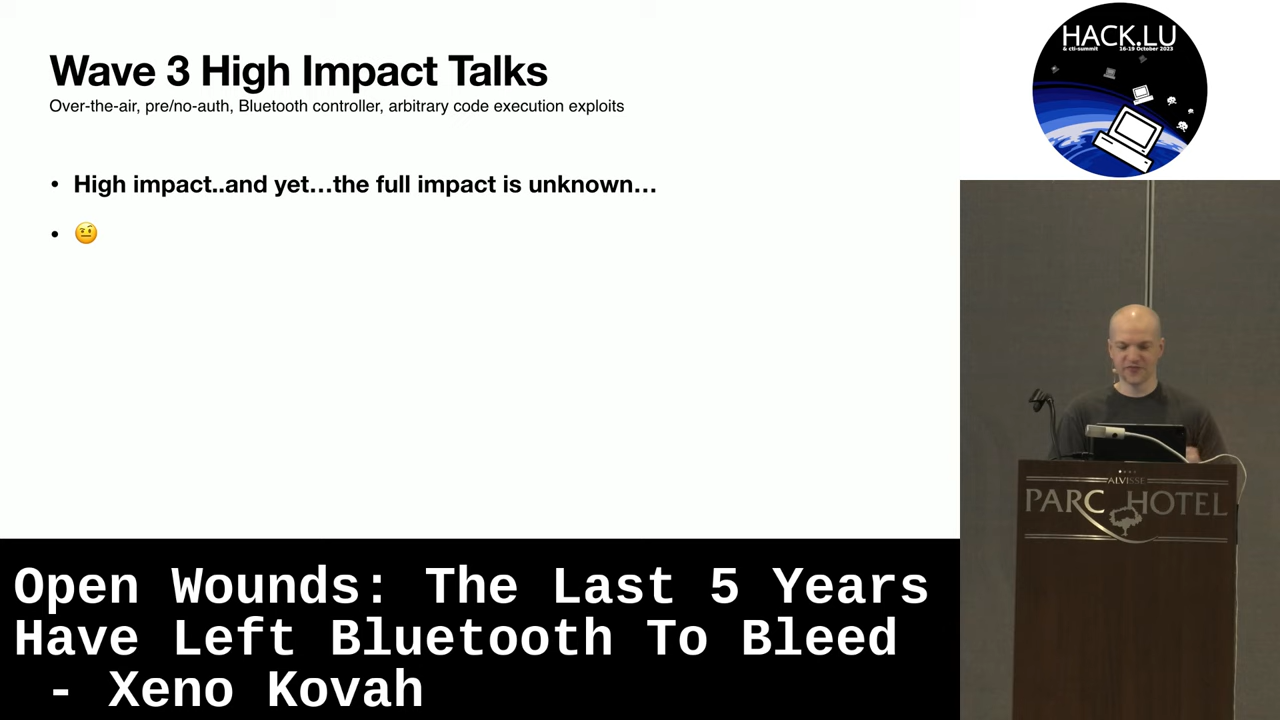 Wave 3 High Impact Talks
Over-the-air, pre/no-auth, Bluetooth controller, arbitrary code execution exploits
• High impact..and yet...the full impact is unknown...
• 🤨
HACK.LU
& cti-summit 16-19 October 2023
ALVISSE
PARC HOTEL
Open Wounds: The Last 5 Years
Have Left Bluetooth To Bleed
- Xeno Kovah